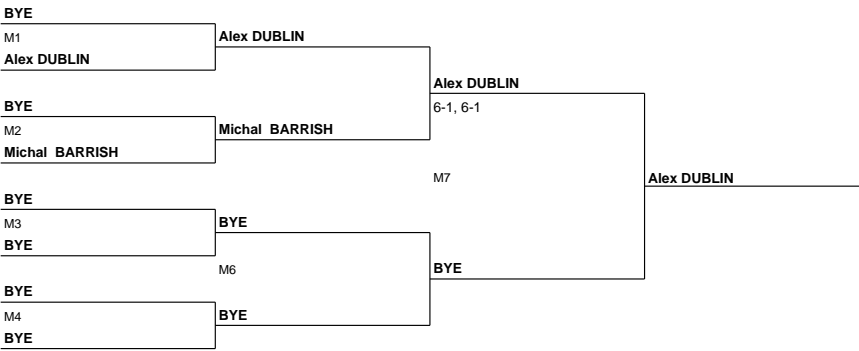 BYE
M1
Alex DUBLIN
Alex DUBLIN
BYE
M2
Michal BARRISH
Michal BARRISH
Alex DUBLIN
6-1, 6-1
M7
Alex DUBLIN
BYE
M3
BYE
BYE
M6
BYE
BYE
M4
BYE
BYE